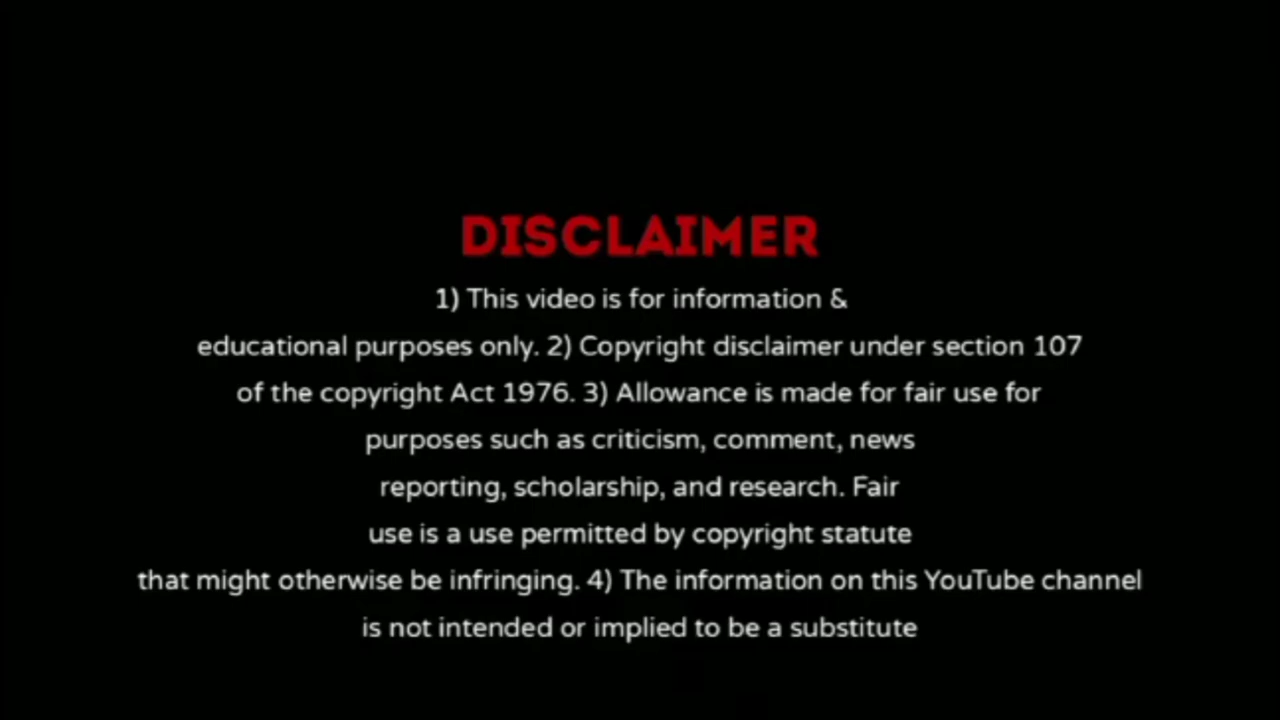 DISCLAIMER
1) This video is for information &
educational purposes only. 2) Copyright disclaimer under section 107
of the copyright Act 1976. 3) Allowance is made for fair use for
purposes such as criticism, comment, news
reporting, scholarship, and research. Fair
use is a use permitted by copyright statute
that might otherwise be infringing. 4) The information on this YouTube channel
is not intended or implied to be a substitute